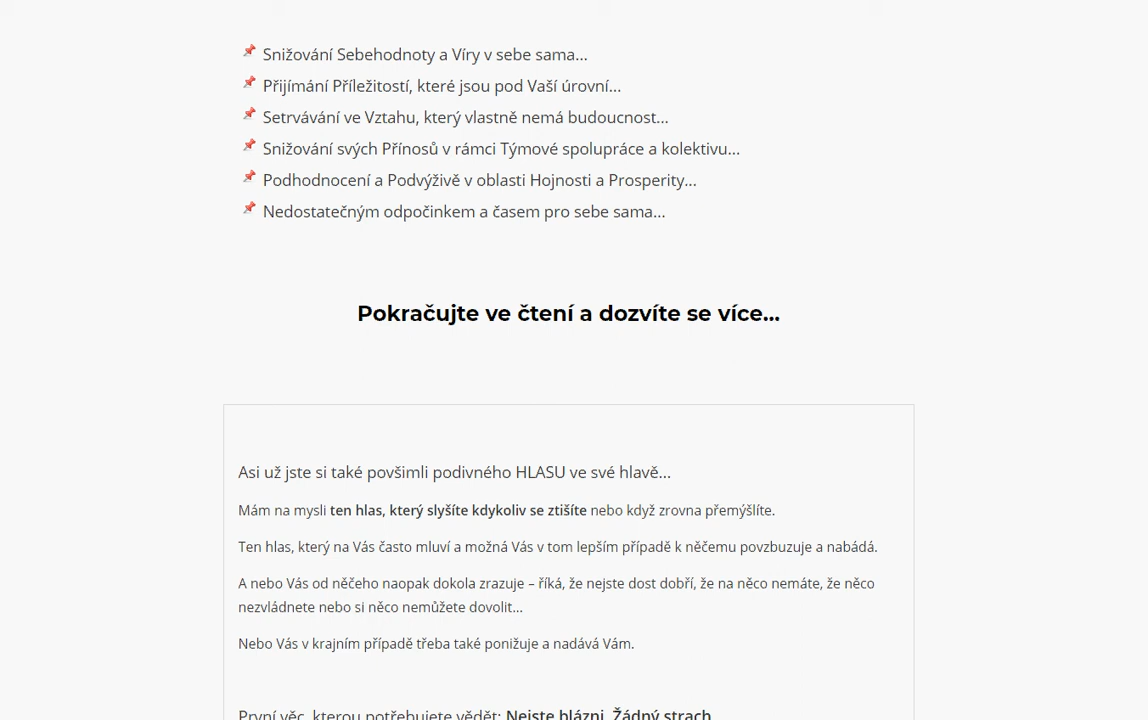 Snižování Sebehodnoty a Víry v sebe sama...
Přijímání Příležitostí, které jsou pod Vaší úrovní...
Setrvávání ve Vztahu, který vlastně nemá budoucnost...
Snižování svých Přínosů v rámci Týmové spolupráce a kolektivu...
Podhodnocení a Podvýživě v oblasti Hojnosti a Prosperity...
Nedostatečným odpočinkem a časem pro sebe sama...
Pokračujte ve čtení a dozvíte se více...
Asi už jste si také povšimli podivného HLASU ve své hlavě...
Mám na mysli ten hlas, který slyšíte kdykoliv se ztišíte nebo když zrovna přemýšlíte.
Ten hlas, který na Vás často mluví a možná Vás v tom lepším případě k něčemu povzbuzuje a nabádá.
A nebo Vás od něčeho naopak dokola zrazuje – říká, že nejste dost dobří, že na něco nemáte, že něco
nezvládnete nebo si něco nemůžete dovolit...
Nebo Vás v krajním případě třeba také ponižuje a nadává Vám.
První věc, kterou potřebujete vědět: Nejste blázni. Žádný strach